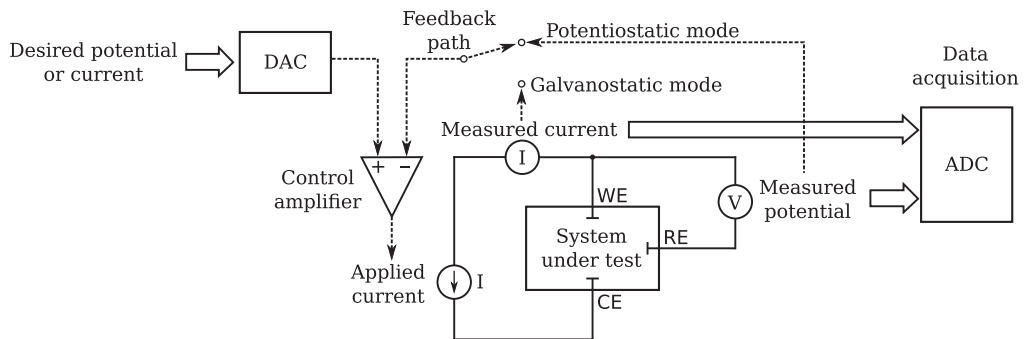 Feedback
path
Potentiostatic mode
Desired potential
or current
DAC
Data
acquisition
Galvanostatic mode
Measured current
+ −
I
ADC
Control
amplifier
WE
V
Measured
potential
System
under test
RE
Applied
current
I
CE